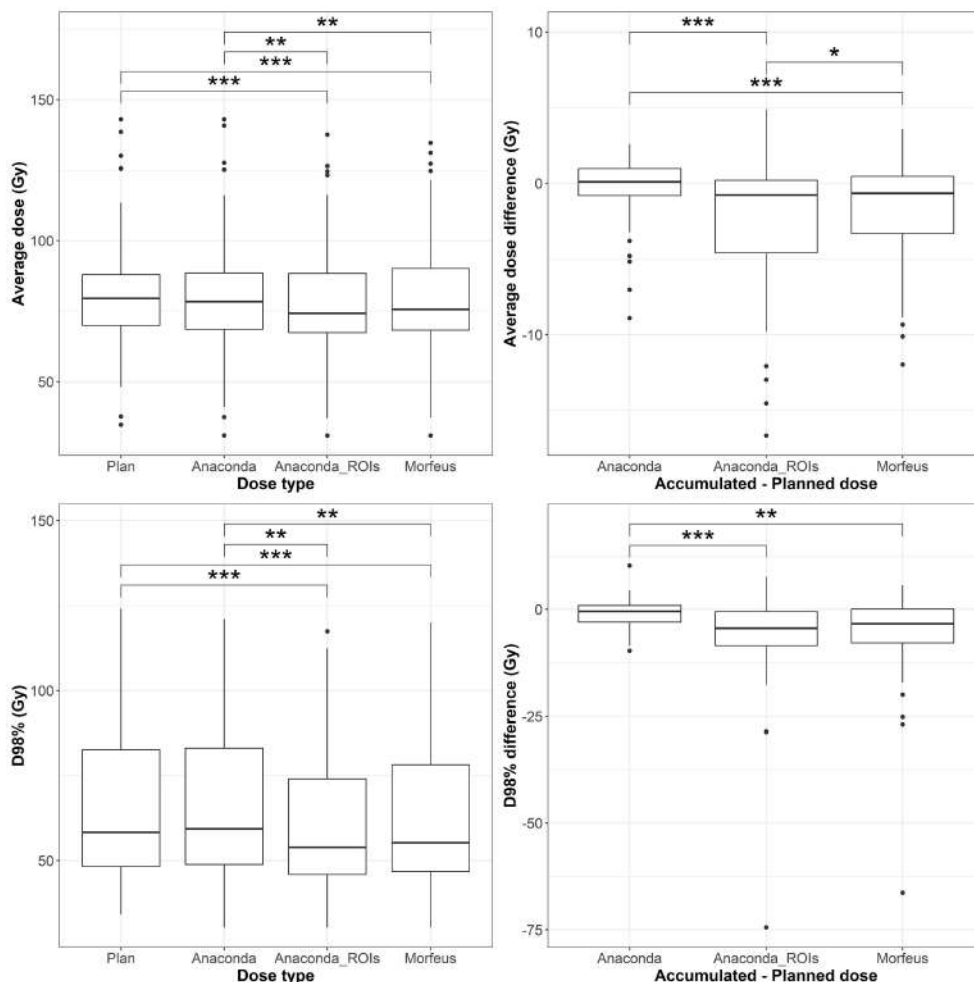 **
**
***
***
150
100
50
Average dose (Gy)
Plan Anaconda Anaconda_ROIs Morfeus
Dose type
***
*
***
10
0
-10
Average dose difference (Gy)
Anaconda Anaconda_ROIs Morfeus
Accumulated - Planned dose
**
**
***
***
150
100
50
D98% (Gy)
Plan Anaconda Anaconda_ROIs Morfeus
Dose type
**
***
0
-25
-50
-75
D98% difference (Gy)
Anaconda Anaconda_ROIs Morfeus
Accumulated - Planned dose